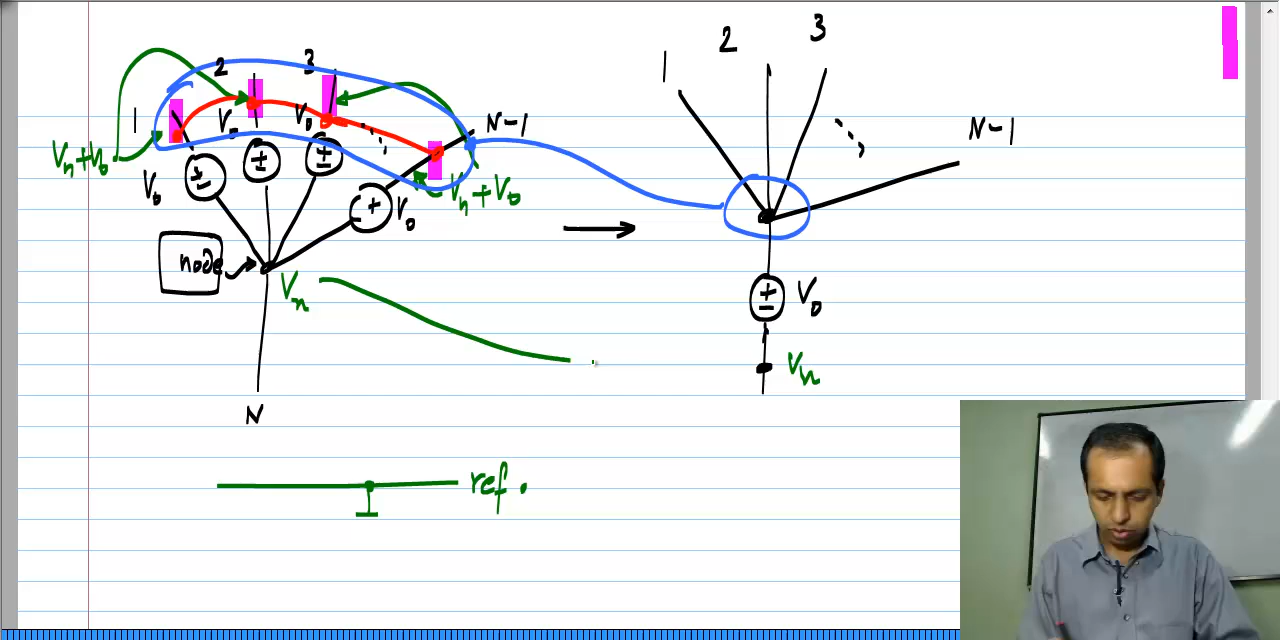 1
2
3
N-1
V₀
V₀
V₀
V₀
Vₙ+V₀
Vₙ+V₀
node
Vₙ
N
ref.
1
2
3
N-1
V₀
Vₙ